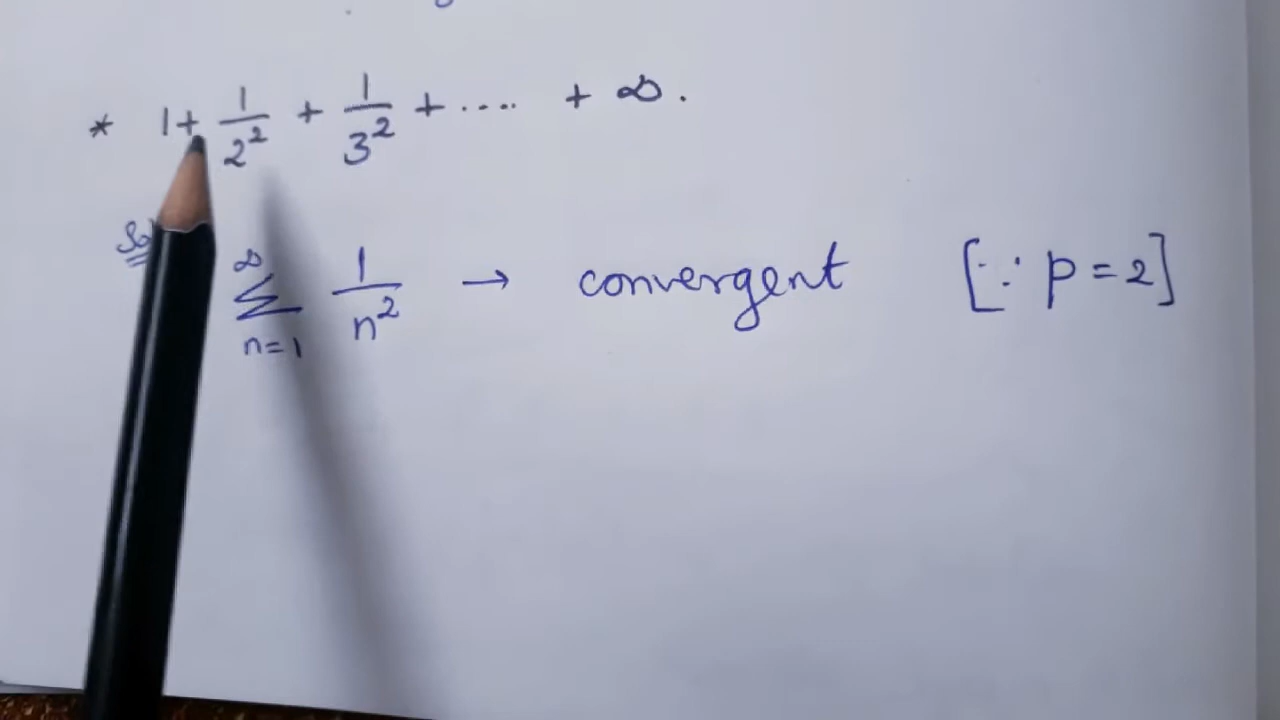 * 1+ 1/2² + 1/3² + .... + ∞.
∞ Σ n=1 1/n² → convergent [∵ p = 2]